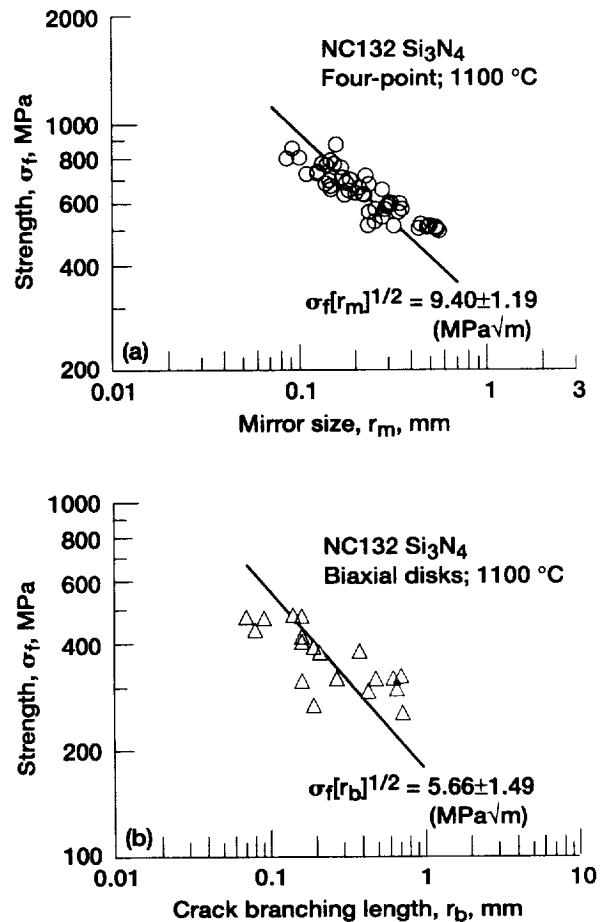 2000
NC132 Si₃N₄
Four-point; 1100 °C
1000
800
600
400
200
Strength, σf, MPa
σf[rm]^1/2 = 9.40±1.19
(MPa√m)
(a)
0.01 0.1 1 3
Mirror size, rm, mm
1000
800
600
400
200
100
Strength, σf, MPa
NC132 Si₃N₄
Biaxial disks; 1100 °C
σf[rb]^1/2 = 5.66±1.49
(MPa√m)
(b)
0.01 0.1 1 10
Crack branching length, rb, mm